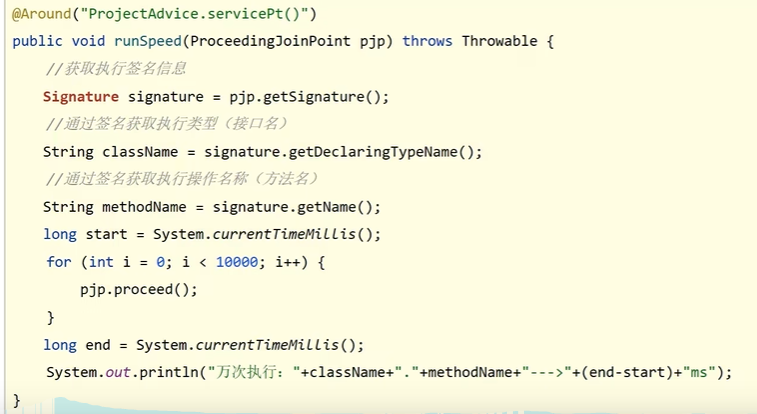 @Around("ProjectAdvice.servicePt()")
public void runSpeed(ProceedingJoinPoint pjp) throws Throwable {
    //获取执行签名信息
    Signature signature = pjp.getSignature();
    //通过签名获取执行类型（接口名）
    String className = signature.getDeclaringTypeName();
    //通过签名获取执行操作名称（方法名）
    String methodName = signature.getName();
    long start = System.currentTimeMillis();
    for (int i = 0; i < 10000; i++) {
        pjp.proceed();
    }
    long end = System.currentTimeMillis();
    System.out.println("万次执行："+className+"."+methodName+"--->"+(end-start)+"ms");
}